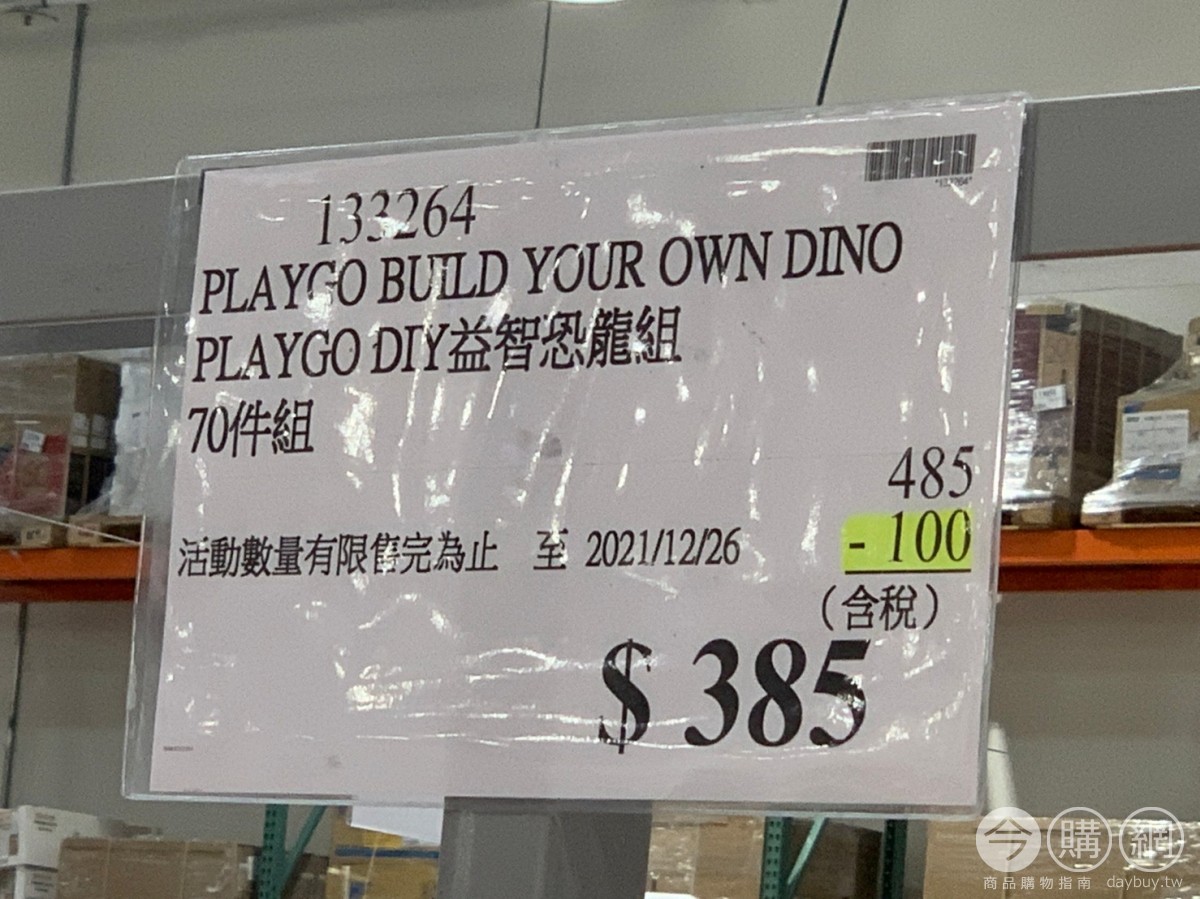 133264
PLAYGO BUILD YOUR OWN DINO
PLAYGO DIY益智恐龍組
70件組
485
活動數量有限售完為止 至 2021/12/26 - 100
(含稅)
$ 385
今購網
商品購物指南 daybuy.tw